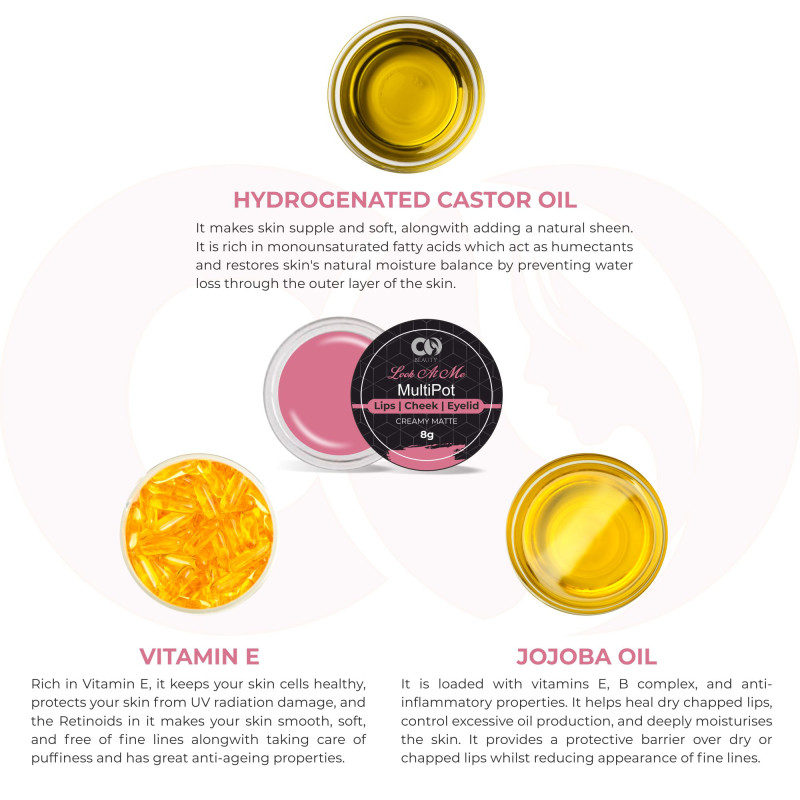 HYDROGENATED CASTOR OIL
It makes skin supple and soft, alongwith adding a natural sheen.
It is rich in monounsaturated fatty acids which act as humectants
and restores skin's natural moisture balance by preventing water
loss through the outer layer of the skin.
BEAUTY
Look At Me
MultiPot
Lips | Cheek | Eyelid
CREAMY MATTE
8g
VITAMIN E
Rich in Vitamin E, it keeps your skin cells healthy,
protects your skin from UV radiation damage, and
the Retinoids in it makes your skin smooth, soft,
and free of fine lines alongwith taking care of
puffiness and has great anti-ageing properties.
JOJOBA OIL
It is loaded with vitamins E, B complex, and anti-
inflammatory properties. It helps heal dry chapped lips,
control excessive oil production, and deeply moisturises
the skin. It provides a protective barrier over dry or
chapped lips whilst reducing appearance of fine lines.